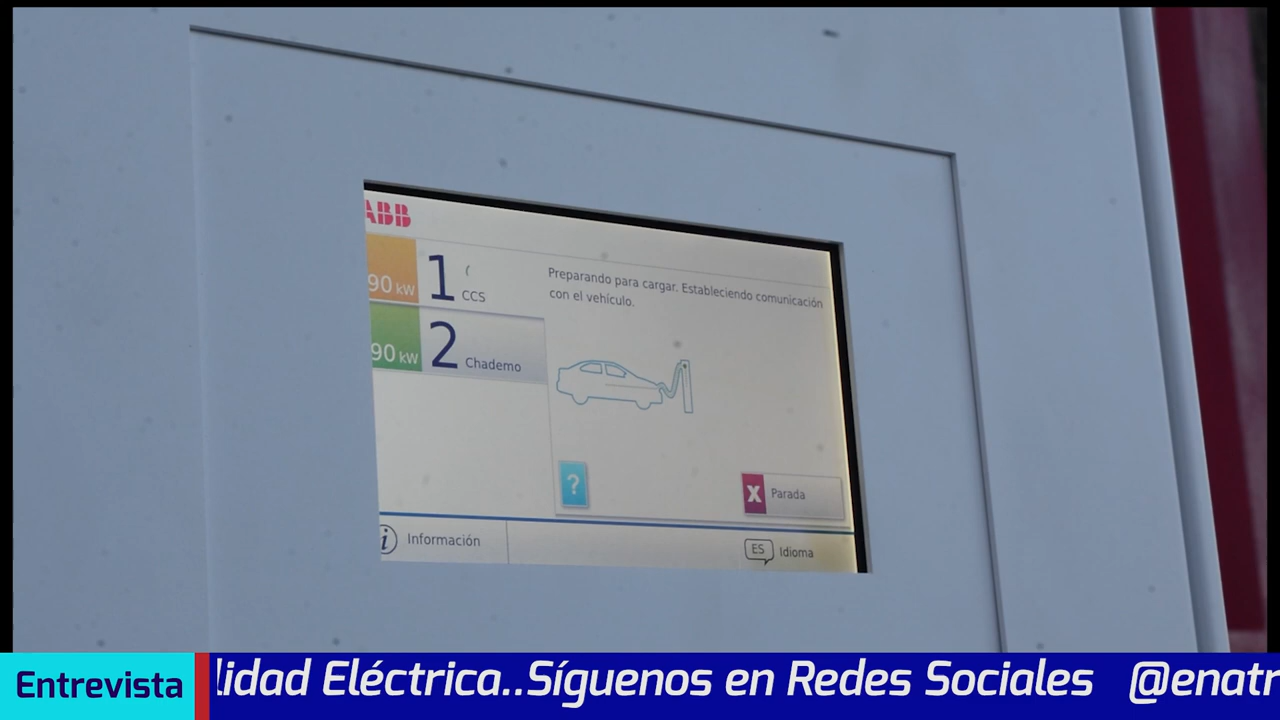 ABB
90 kW
1
CCS
90 kW
2
Chademo
Preparando para cargar. Estableciendo comunicación
con el vehículo.
?
X Parada
i Información
ES Idioma
Entrevista
lidad Eléctrica..Síguenos en Redes Sociales @enatr